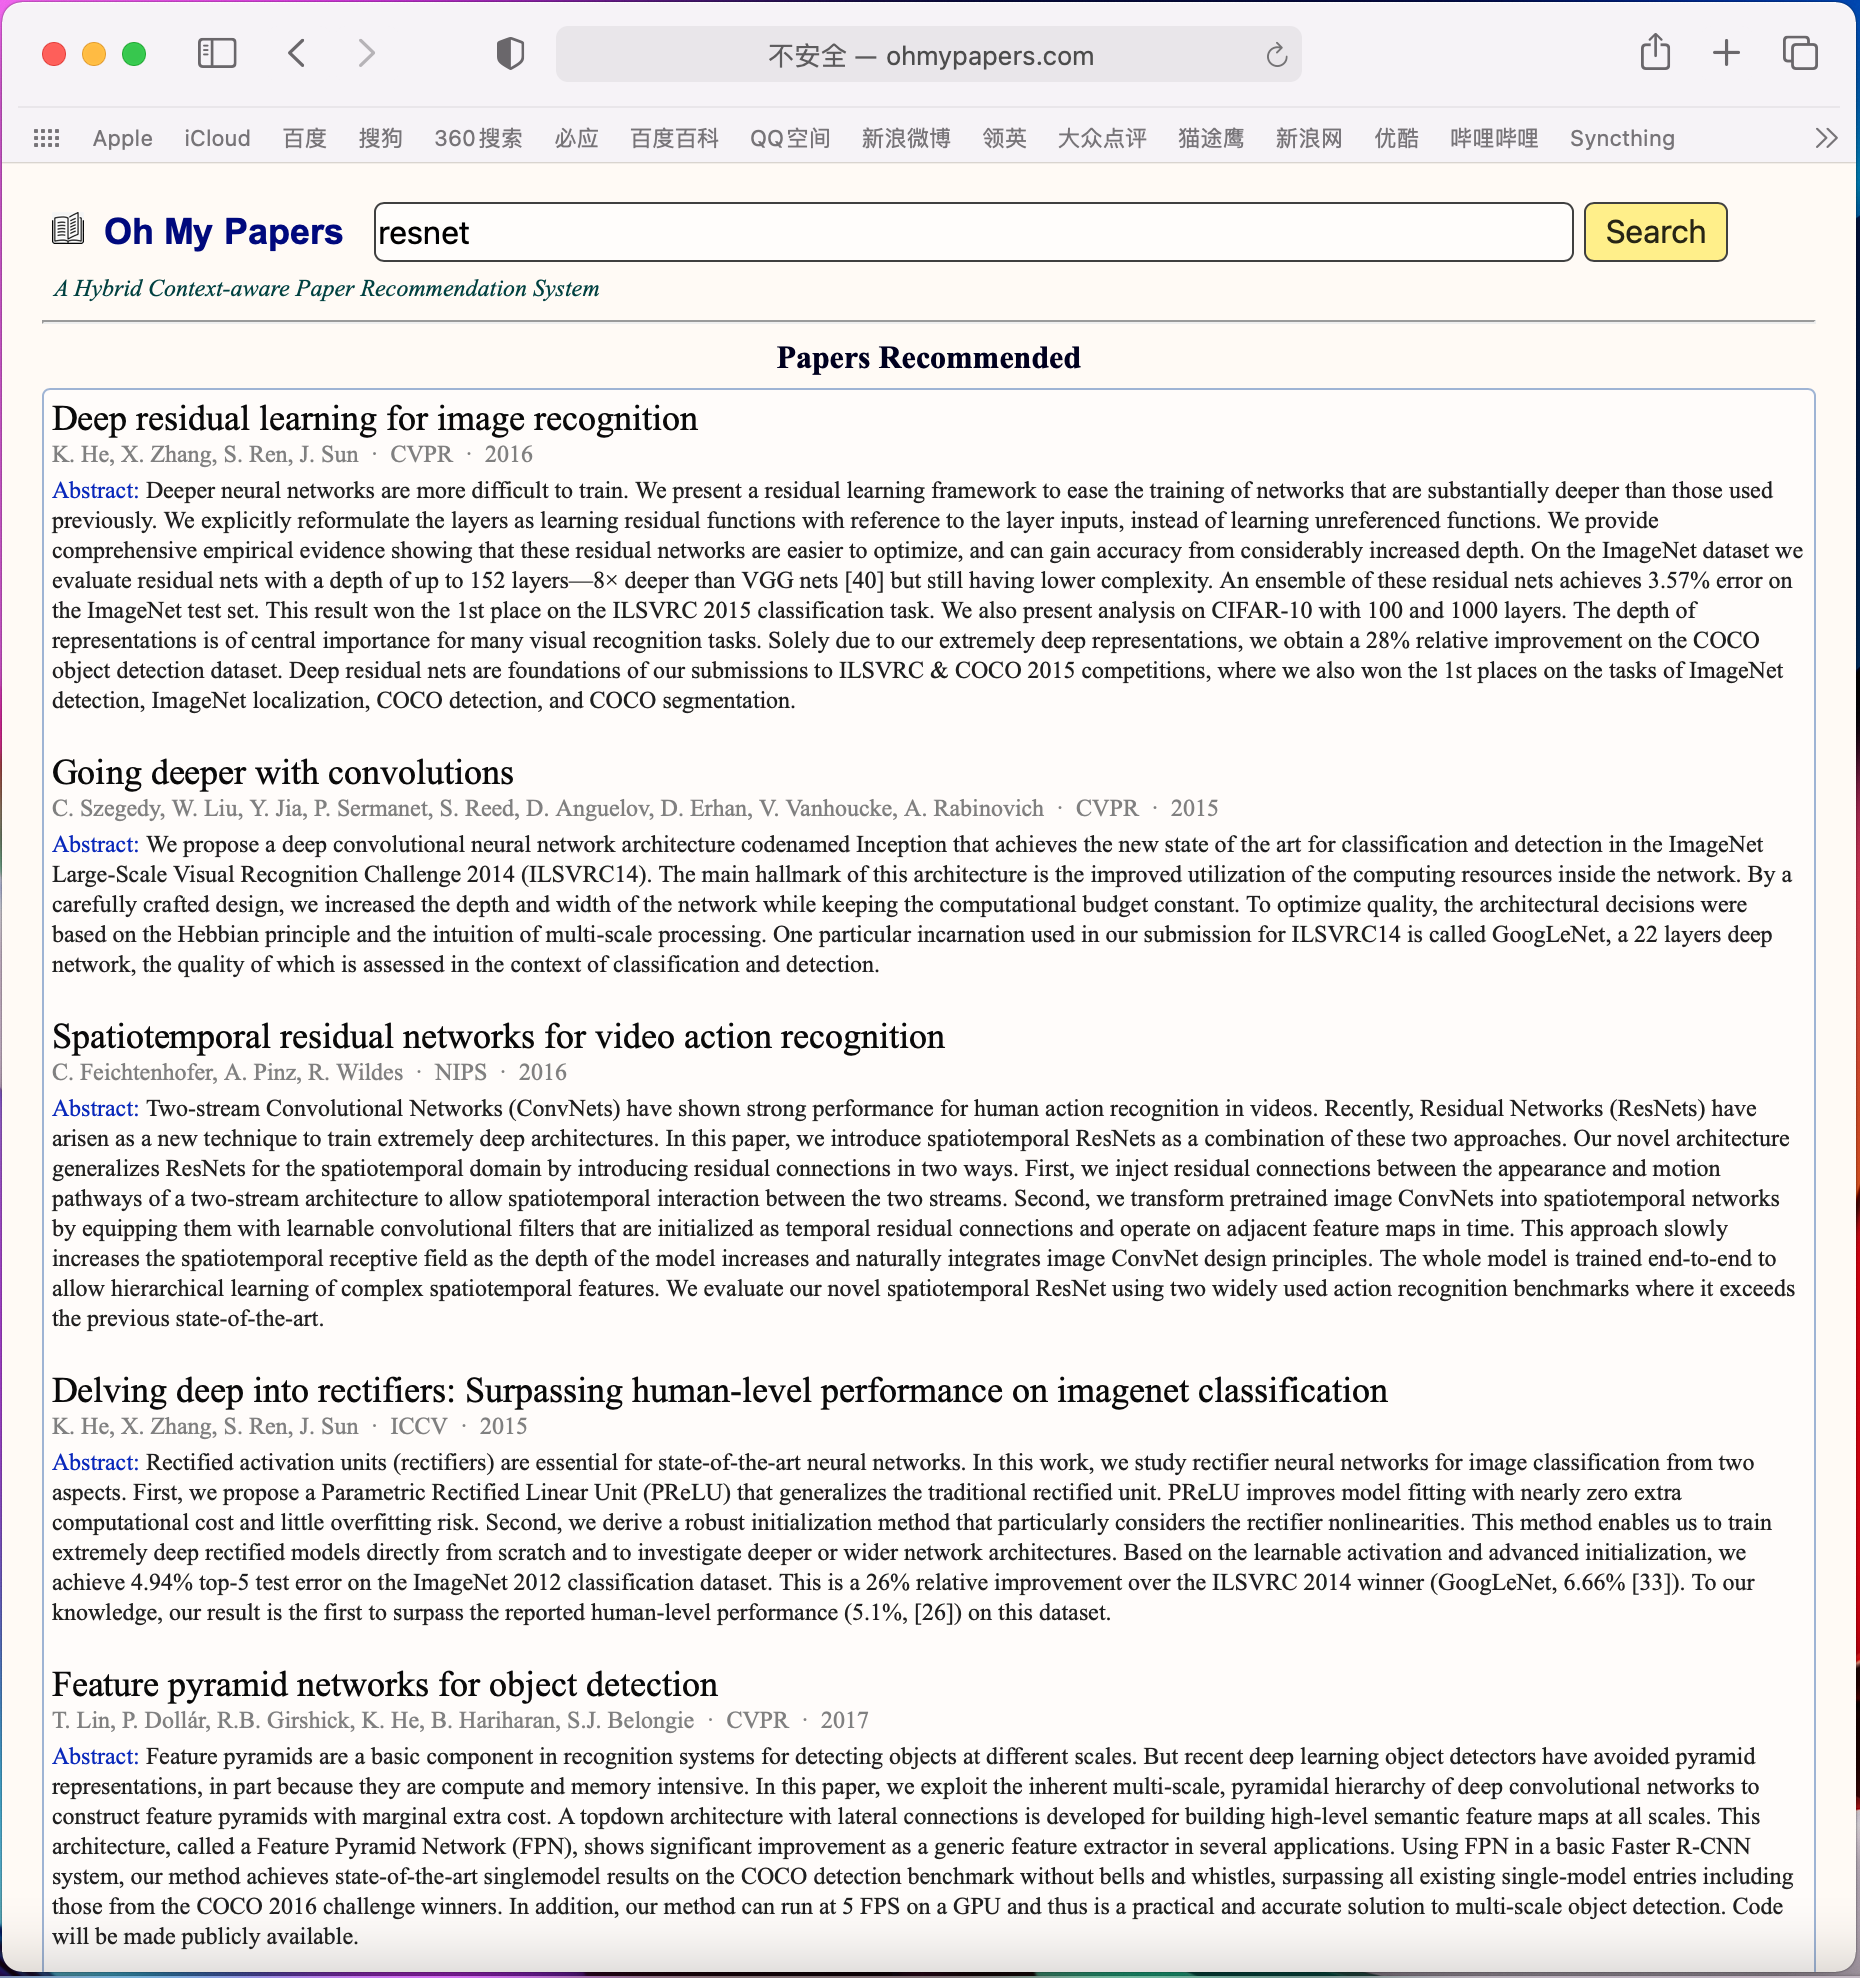 不安全 — ohmypapers.com
Apple iCloud 百度 搜狗 360搜索 必应 百度百科 QQ空间 新浪微博 领英 大众点评 猫途鹰 新浪网 优酷 哔哩哔哩 Syncthing
Oh My Papers resnet Search
A Hybrid Context-aware Paper Recommendation System
Papers Recommended
Deep residual learning for image recognition
K. He, X. Zhang, S. Ren, J. Sun · CVPR · 2016
Abstract: Deeper neural networks are more difficult to train. We present a residual learning framework to ease the training of networks that are substantially deeper than those used
previously. We explicitly reformulate the layers as learning residual functions with reference to the layer inputs, instead of learning unreferenced functions. We provide
comprehensive empirical evidence showing that these residual networks are easier to optimize, and can gain accuracy from considerably increased depth. On the ImageNet dataset we
evaluate residual nets with a depth of up to 152 layers—8× deeper than VGG nets [40] but still having lower complexity. An ensemble of these residual nets achieves 3.57% error on
the ImageNet test set. This result won the 1st place on the ILSVRC 2015 classification task. We also present analysis on CIFAR-10 with 100 and 1000 layers. The depth of
representations is of central importance for many visual recognition tasks. Solely due to our extremely deep representations, we obtain a 28% relative improvement on the COCO
object detection dataset. Deep residual nets are foundations of our submissions to ILSVRC & COCO 2015 competitions, where we also won the 1st places on the tasks of ImageNet
detection, ImageNet localization, COCO detection, and COCO segmentation.
Going deeper with convolutions
C. Szegedy, W. Liu, Y. Jia, P. Sermanet, S. Reed, D. Anguelov, D. Erhan, V. Vanhoucke, A. Rabinovich · CVPR · 2015
Abstract: We propose a deep convolutional neural network architecture codenamed Inception that achieves the new state of the art for classification and detection in the ImageNet
Large-Scale Visual Recognition Challenge 2014 (ILSVRC14). The main hallmark of this architecture is the improved utilization of the computing resources inside the network. By a
carefully crafted design, we increased the depth and width of the network while keeping the computational budget constant. To optimize quality, the architectural decisions were
based on the Hebbian principle and the intuition of multi-scale processing. One particular incarnation used in our submission for ILSVRC14 is called GoogLeNet, a 22 layers deep
network, the quality of which is assessed in the context of classification and detection.
Spatiotemporal residual networks for video action recognition
C. Feichtenhofer, A. Pinz, R. Wildes · NIPS · 2016
Abstract: Two-stream Convolutional Networks (ConvNets) have shown strong performance for human action recognition in videos. Recently, Residual Networks (ResNets) have
arisen as a new technique to train extremely deep architectures. In this paper, we introduce spatiotemporal ResNets as a combination of these two approaches. Our novel architecture
generalizes ResNets for the spatiotemporal domain by introducing residual connections in two ways. First, we inject residual connections between the appearance and motion
pathways of a two-stream architecture to allow spatiotemporal interaction between the two streams. Second, we transform pretrained image ConvNets into spatiotemporal networks
by equipping them with learnable convolutional filters that are initialized as temporal residual connections and operate on adjacent feature maps in time. This approach slowly
increases the spatiotemporal receptive field as the depth of the model increases and naturally integrates image ConvNet design principles. The whole model is trained end-to-end to
allow hierarchical learning of complex spatiotemporal features. We evaluate our novel spatiotemporal ResNet using two widely used action recognition benchmarks where it exceeds
the previous state-of-the-art.
Delving deep into rectifiers: Surpassing human-level performance on imagenet classification
K. He, X. Zhang, S. Ren, J. Sun · ICCV · 2015
Abstract: Rectified activation units (rectifiers) are essential for state-of-the-art neural networks. In this work, we study rectifier neural networks for image classification from two
aspects. First, we propose a Parametric Rectified Linear Unit (PReLU) that generalizes the traditional rectified unit. PReLU improves model fitting with nearly zero extra
computational cost and little overfitting risk. Second, we derive a robust initialization method that particularly considers the rectifier nonlinearities. This method enables us to train
extremely deep rectified models directly from scratch and to investigate deeper or wider network architectures. Based on the learnable activation and advanced initialization, we
achieve 4.94% top-5 test error on the ImageNet 2012 classification dataset. This is a 26% relative improvement over the ILSVRC 2014 winner (GoogLeNet, 6.66% [33]). To our
knowledge, our result is the first to surpass the reported human-level performance (5.1%, [26]) on this dataset.
Feature pyramid networks for object detection
T. Lin, P. Dollár, R.B. Girshick, K. He, B. Hariharan, S.J. Belongie · CVPR · 2017
Abstract: Feature pyramids are a basic component in recognition systems for detecting objects at different scales. But recent deep learning object detectors have avoided pyramid
representations, in part because they are compute and memory intensive. In this paper, we exploit the inherent multi-scale, pyramidal hierarchy of deep convolutional networks to
construct feature pyramids with marginal extra cost. A topdown architecture with lateral connections is developed for building high-level semantic feature maps at all scales. This
architecture, called a Feature Pyramid Network (FPN), shows significant improvement as a generic feature extractor in several applications. Using FPN in a basic Faster R-CNN
system, our method achieves state-of-the-art singlemodel results on the COCO detection benchmark without bells and whistles, surpassing all existing single-model entries including
those from the COCO 2016 challenge winners. In addition, our method can run at 5 FPS on a GPU and thus is a practical and accurate solution to multi-scale object detection. Code
will be made publicly available.